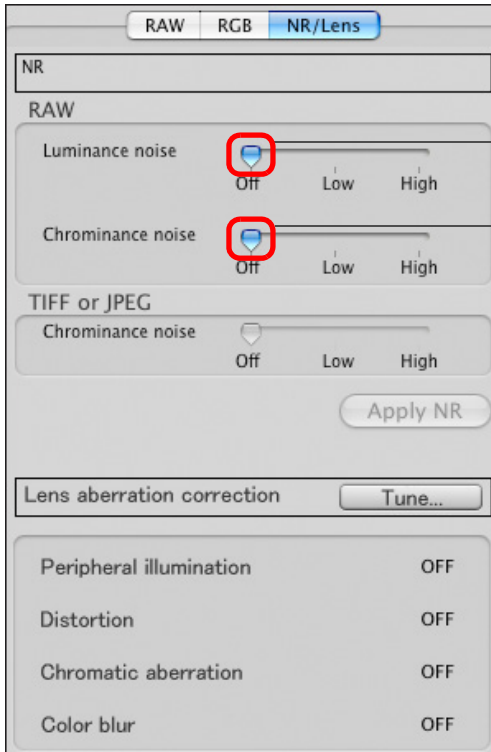 RAW RGB NR/Lens
NR
RAW
Luminance noise
Off Low High
Chrominance noise
Off Low High
TIFF or JPEG
Chrominance noise
Off Low High
Apply NR
Lens aberration correction Tune...
Peripheral illumination OFF
Distortion OFF
Chromatic aberration OFF
Color blur OFF